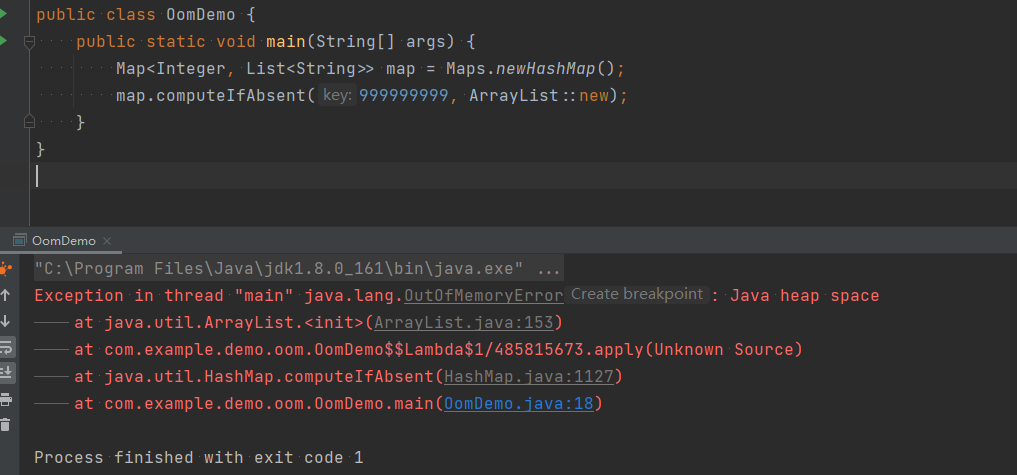 public class OomDemo {
public static void main(String[] args) {
Map<Integer, List<String>> map = Maps.newHashMap();
map.computeIfAbsent( key: 999999999, ArrayList::new);
}
}
OomDemo ×
"C:\Program Files\Java\jdk1.8.0_161\bin\java.exe" ...
Exception in thread "main" java.lang.OutOfMemoryError Create breakpoint : Java heap space
at java.util.ArrayList.<init>(ArrayList.java:153)
at com.example.demo.oom.OomDemo$$Lambda$1/485815673.apply(Unknown Source)
at java.util.HashMap.computeIfAbsent(HashMap.java:1127)
at com.example.demo.oom.OomDemo.main(OomDemo.java:18)
Process finished with exit code 1